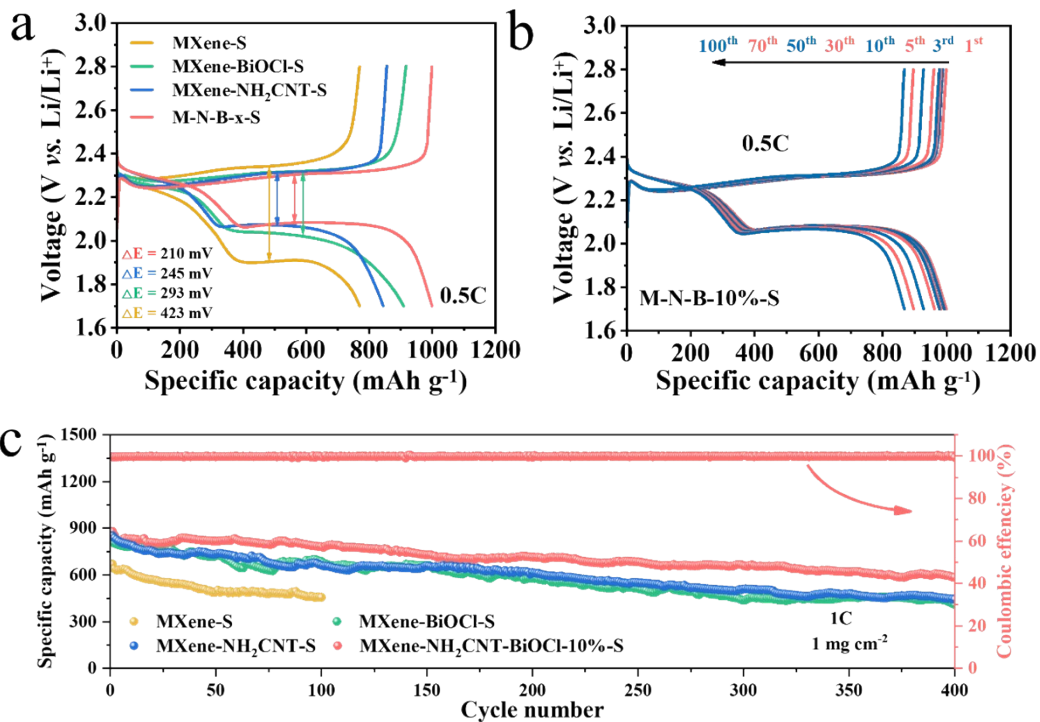 a
3.0
2.8
2.6
2.4
2.2
2.0
1.8
1.6
Voltage (V vs. Li/Li⁺)
MXene-S
MXene-BiOCl-S
MXene-NH₂CNT-S
M-N-B-x-S
△E = 210 mV
△E = 245 mV
△E = 293 mV
△E = 423 mV
0.5C
0 200 400 600 800 1000 1200
Specific capacity (mAh g⁻¹)
b
3.0
2.8
2.6
2.4
2.2
2.0
1.8
1.6
Voltage (V vs. Li/Li⁺)
100ᵗʰ 70ᵗʰ 50ᵗʰ 30ᵗʰ 10ᵗʰ 5ᵗʰ 3ʳᵈ 1ˢᵗ
0.5C
M-N-B-10%-S
0 200 400 600 800 1000 1200
Specific capacity (mAh g⁻¹)
c
1500
1200
900
600
300
0
Specific capacity (mAh g⁻¹)
MXene-S
MXene-BiOCl-S
MXene-NH₂CNT-S
MXene-NH₂CNT-BiOCl-10%-S
1C
1 mg cm⁻²
100
80
60
40
20
0
Coulombic effenciey (%)
0 50 100 150 200 250 300 350 400
Cycle number